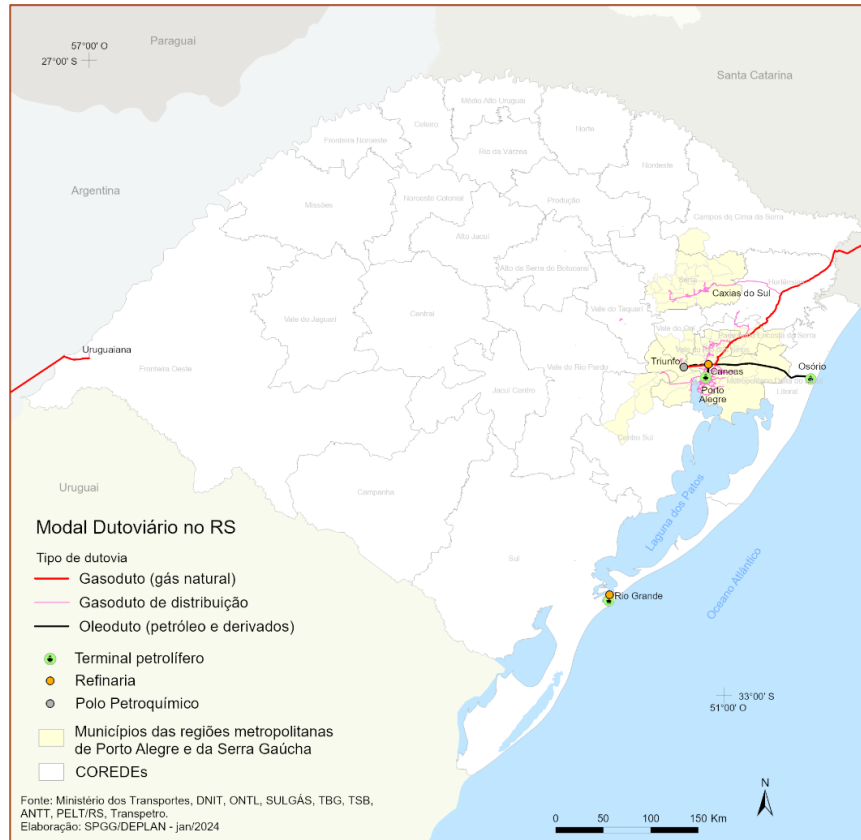 Paraguai
57°00' O
27°00' S
Santa Catarina
Médio Alto Uruguai
Celeiro
Norte
Fronteira Noroeste
Rio da Várzea
Nordeste
Argentina
Missões
Noroeste Colonial
Produção
Campos de Cima da Serra
Alto Jacuí
Alto da Serra do Botucaraí
Serra
Hortênsias
Caxias do Sul
Vale do Jaguari
Central
Vale do Taquari
Vale do Caí
Uruguaiana
Fronteira Oeste
Vale do Rio Pardo
Triunfo
Canoas
Osório
Porto
Alegre
Litoral
Jacuí Centro
Centro Sul
Campanha
Uruguai
Sul
Laguna dos Patos
Oceano Atlântico
Rio Grande
33°00' S
51°00' O
Modal Dutoviário no RS
Tipo de dutovia
Gasoduto (gás natural)
Gasoduto de distribuição
Oleoduto (petróleo e derivados)
Terminal petrolífero
Refinaria
Polo Petroquímico
Municípios das regiões metropolitanas
de Porto Alegre e da Serra Gaúcha
COREDEs
Fonte: Ministério dos Transportes, DNIT, ONTL, SULGÁS, TBG, TSB,
ANTT, PELT/RS, Transpetro.
Elaboração: SPGG/DEPLAN - jan/2024
N
0 50 100 150 Km